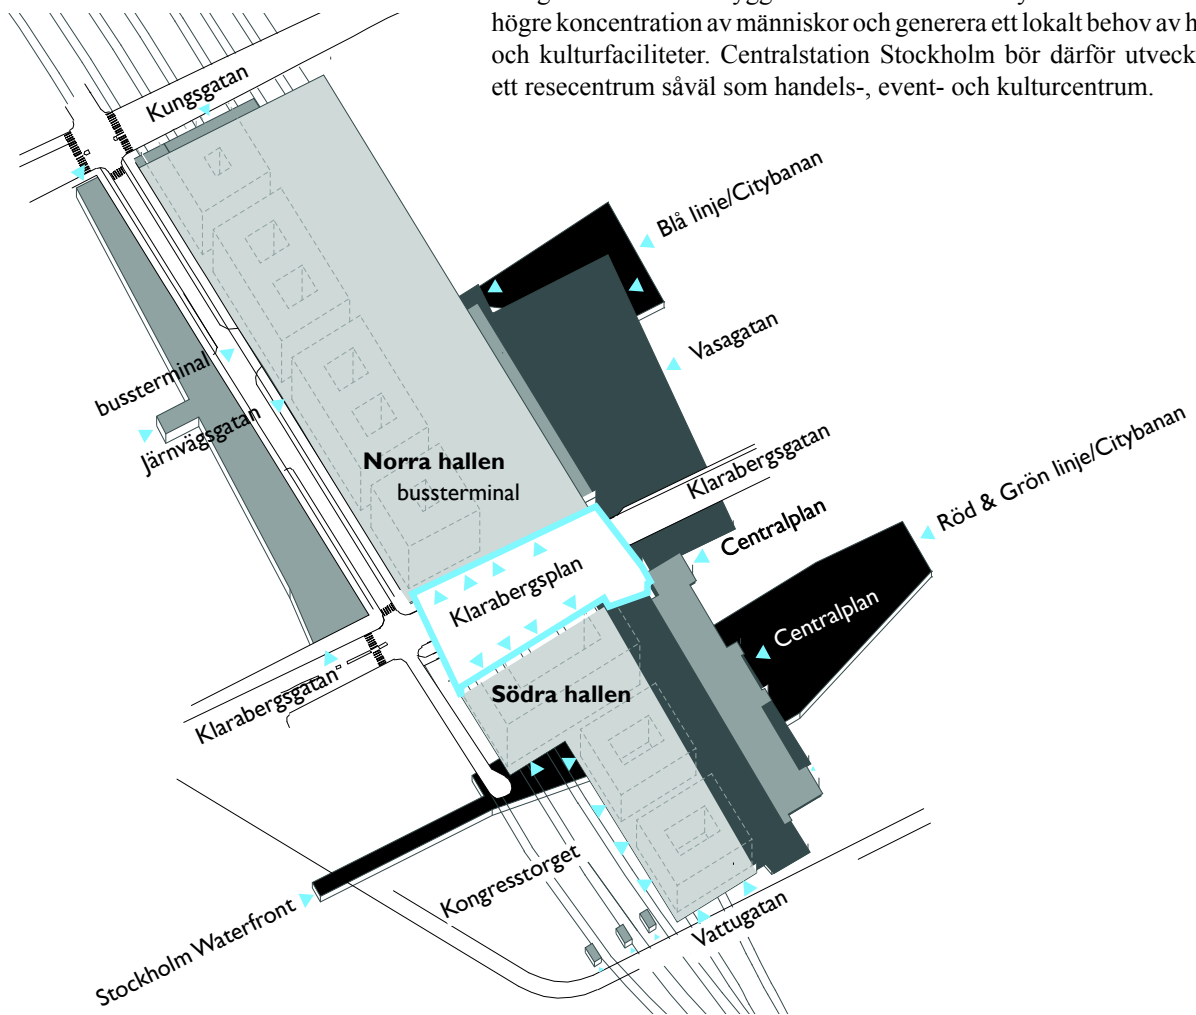 högre koncentration av människor och generera ett lokalt behov av h
och kulturfaciliteter. Centralstation Stockholm bör därför utveck
ett resecentrum såväl som handels-, event- och kulturcentrum.
Kungsgatan
Blå linje/Citybanan
Vasagatan
bussterminal
Järnvägsgatan
Norra hallen
bussterminal
Klarabergsgatan
Röd & Grön linje/Citybanan
Centralplan
Klarabergsplan
Centralplan
Södra hallen
Klarabergsgatan
Kongresstorget
Vattugatan
Stockholm Waterfront